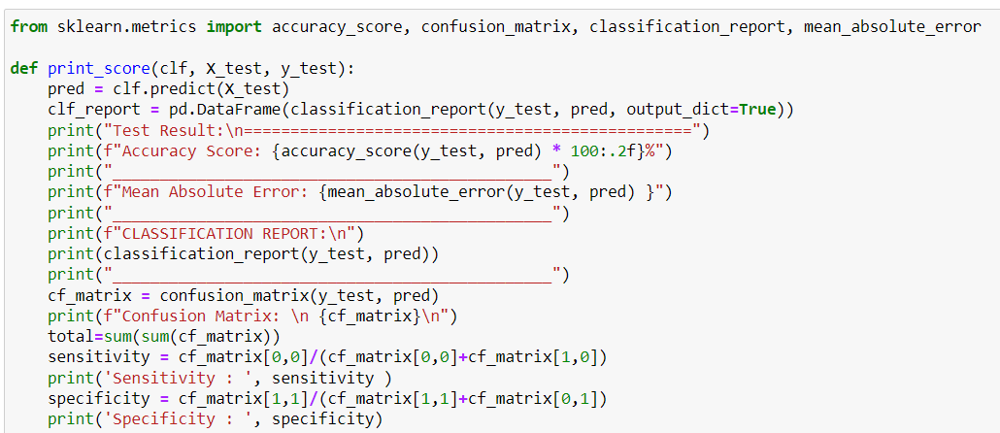 from sklearn.metrics import accuracy_score, confusion_matrix, classification_report, mean_absolute_error
def print_score(clf, X_test, y_test):
    pred = clf.predict(X_test)
    clf_report = pd.DataFrame(classification_report(y_test, pred, output_dict=True))
    print("Test Result:\n================================================")
    print(f"Accuracy Score: {accuracy_score(y_test, pred) * 100:.2f}%")
    print("_______________________________________________")
    print(f"Mean Absolute Error: {mean_absolute_error(y_test, pred) }")
    print("_______________________________________________")
    print(f"CLASSIFICATION REPORT:\n")
    print(classification_report(y_test, pred))
    print("_______________________________________________")
    cf_matrix = confusion_matrix(y_test, pred)
    print(f"Confusion Matrix: \n {cf_matrix}\n")
    total=sum(sum(cf_matrix))
    sensitivity = cf_matrix[0,0]/(cf_matrix[0,0]+cf_matrix[1,0])
    print('Sensitivity : ', sensitivity )
    specificity = cf_matrix[1,1]/(cf_matrix[1,1]+cf_matrix[0,1])
    print('Specificity : ', specificity)